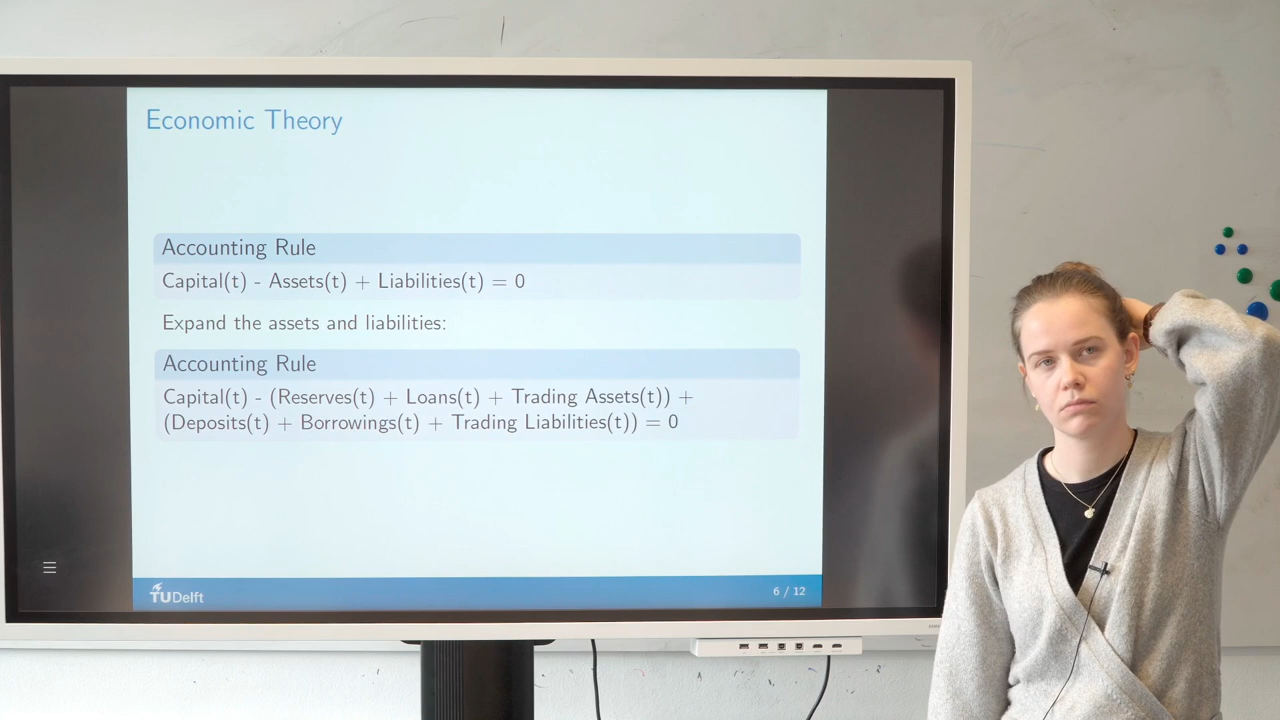 Economic Theory
Accounting Rule
Capital(t) - Assets(t) + Liabilities(t) = 0
Expand the assets and liabilities:
Accounting Rule
Capital(t) - (Reserves(t) + Loans(t) + Trading Assets(t)) +
(Deposits(t) + Borrowings(t) + Trading Liabilities(t)) = 0
TUDelft
6 / 12